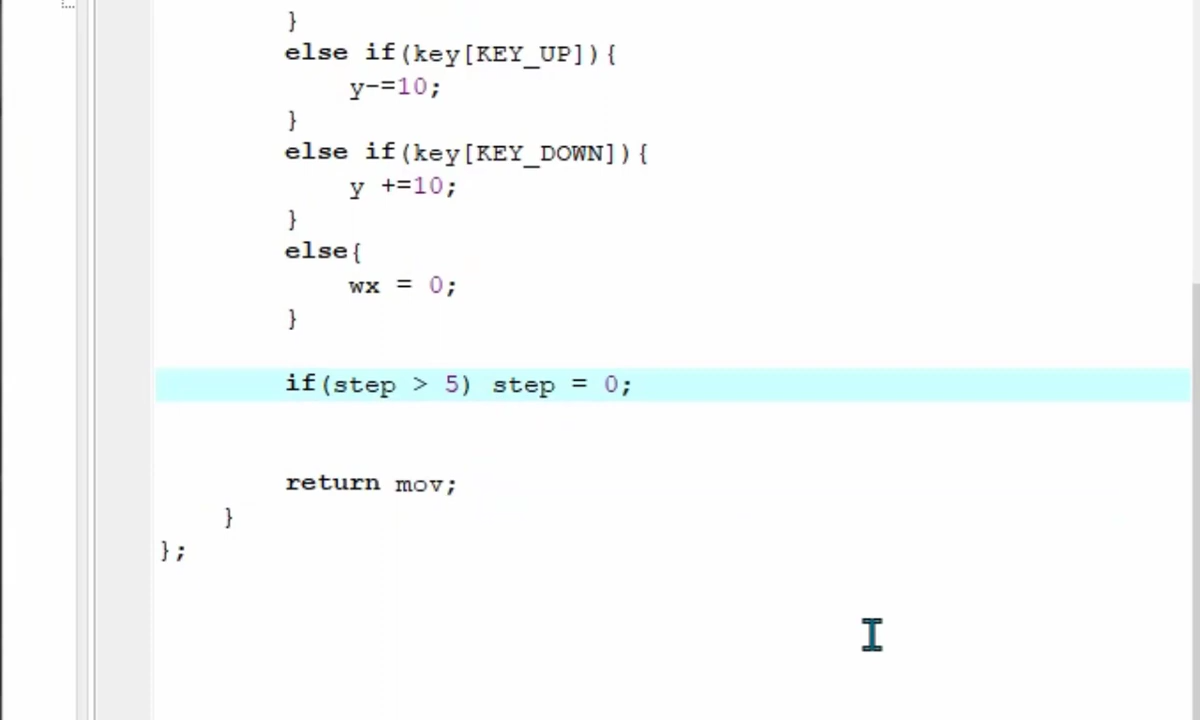 }
else if(key[KEY_UP]){
y-=10;
}
else if(key[KEY_DOWN]){
y +=10;
}
else{
wx = 0;
}
if(step > 5) step = 0;
return mov;
}
};